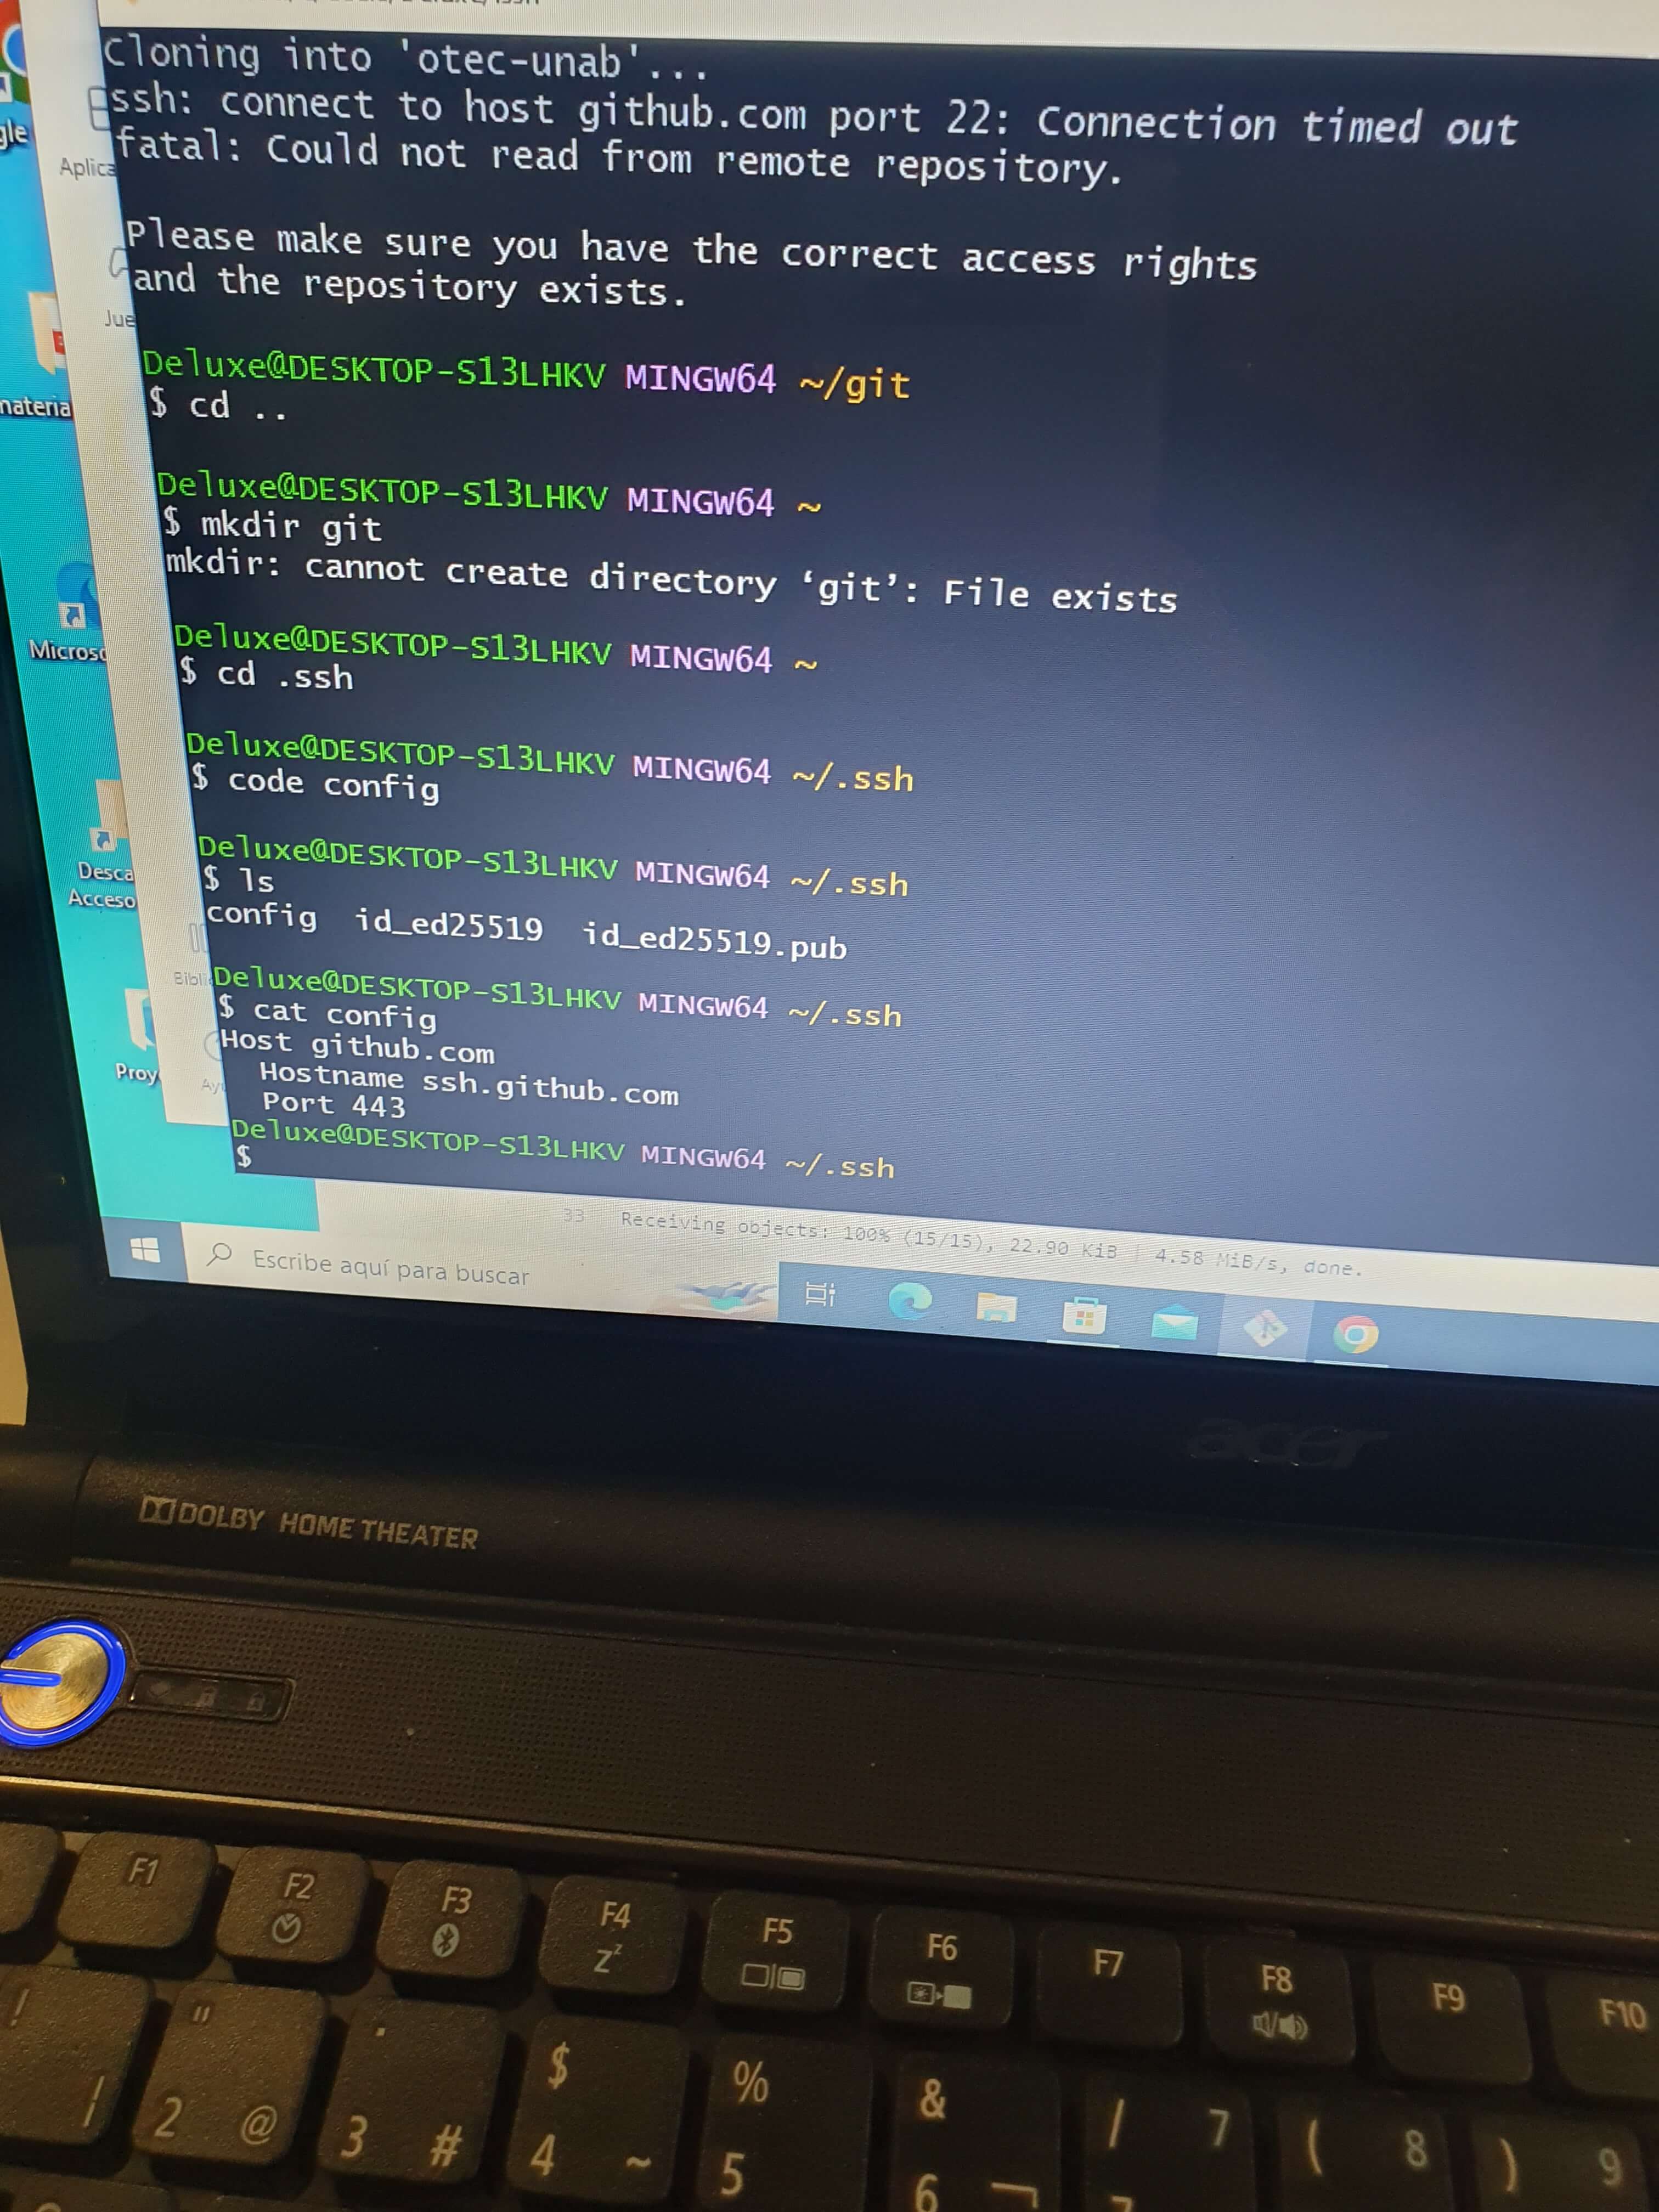 Cloning into 'otec-unab'...
ssh: connect to host github.com port 22: Connection timed out
fatal: Could not read from remote repository.
Please make sure you have the correct access rights
and the repository exists.
Deluxe@DESKTOP-S13LHKV MINGW64 ~/git
$ cd ..
Deluxe@DESKTOP-S13LHKV MINGW64 ~
$ mkdir git
mkdir: cannot create directory ‘git’: File exists
Deluxe@DESKTOP-S13LHKV MINGW64 ~
$ cd .ssh
Deluxe@DESKTOP-S13LHKV MINGW64 ~/.ssh
$ code config
Deluxe@DESKTOP-S13LHKV MINGW64 ~/.ssh
$ ls
config id_ed25519 id_ed25519.pub
Deluxe@DESKTOP-S13LHKV MINGW64 ~/.ssh
$ cat config
Host github.com
Hostname ssh.github.com
Port 443
Deluxe@DESKTOP-S13LHKV MINGW64 ~/.ssh
$
gle
Aplica
Jue
materia
Microso
Desca
Acceso
Bibli
Proy
Ayu
33 Receiving objects: 100% (15/15), 22.90 KiB | 4.58 MiB/s, done.
Escribe aquí para buscar
acer
DOLBY HOME THEATER
F1
F2
F3
F4
Zz
F5
F6
F7
F8
F9
F10
! |
" 2 @
· 3 #
$ 4 ~
% 5
& 6 ¬
/ 7
( 8
) 9